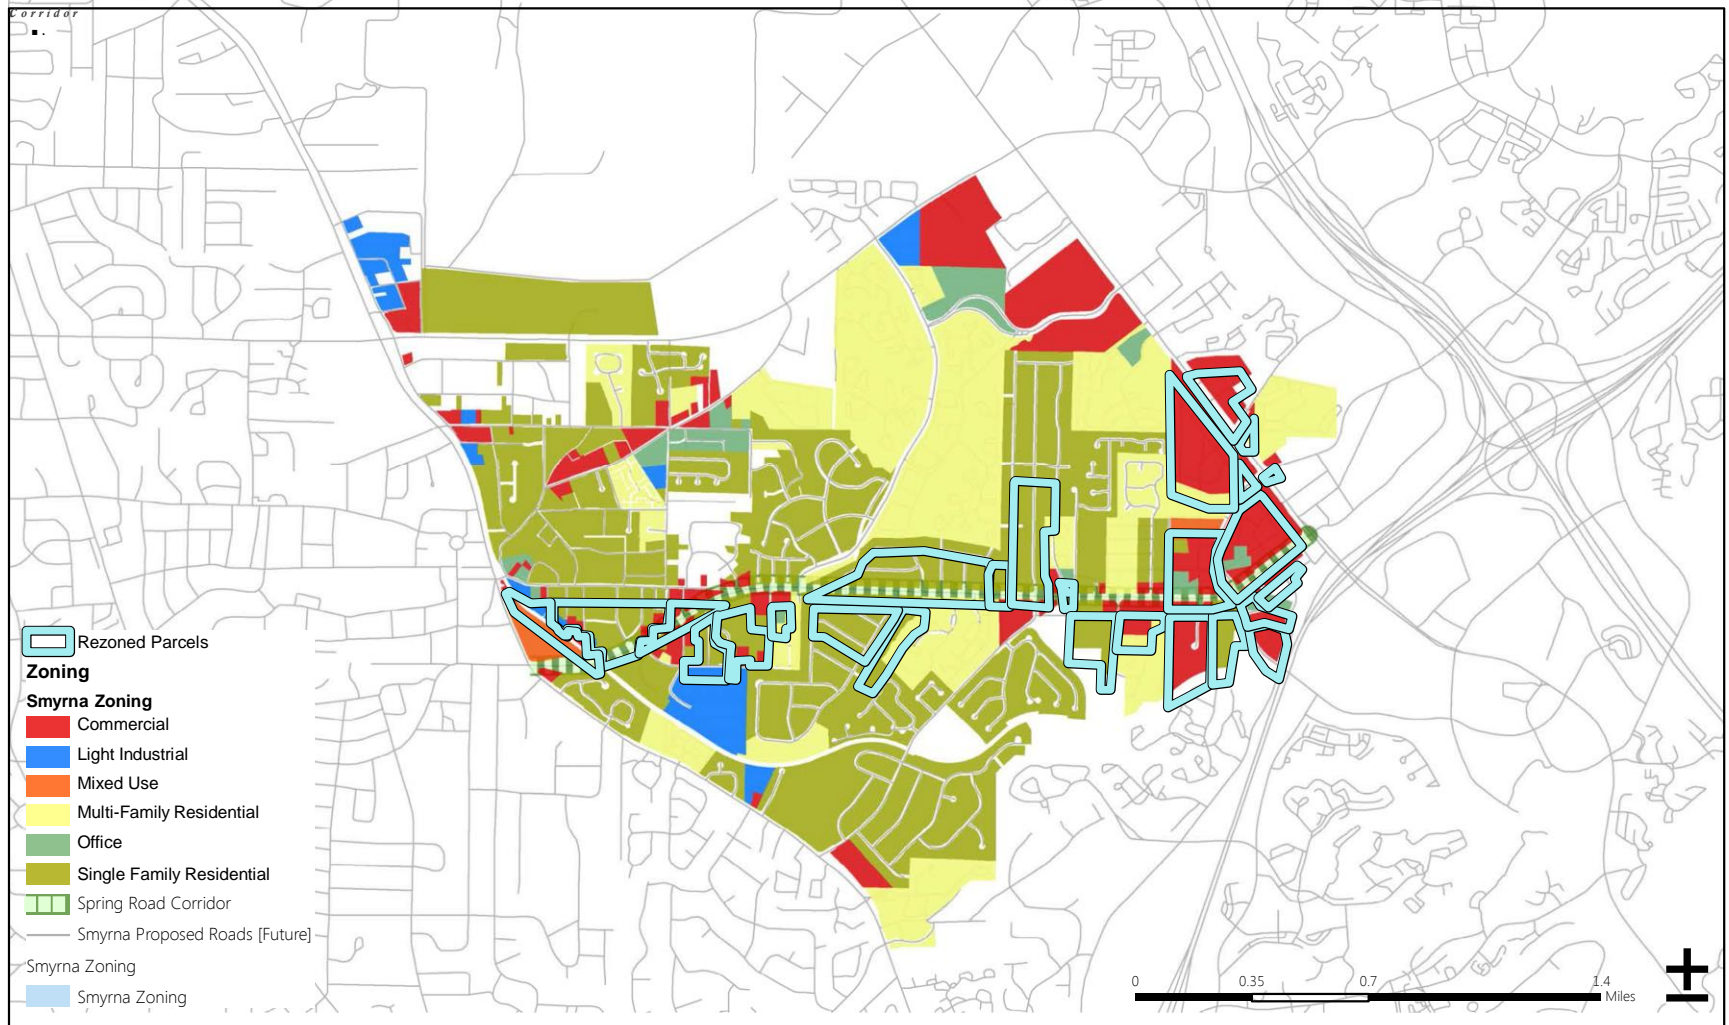 Corridor
Rezoned Parcels
Zoning
Smyrna Zoning
Commercial
Light Industrial
Mixed Use
Multi-Family Residential
Office
Single Family Residential
Spring Road Corridor
Smyrna Proposed Roads [Future]
Smyrna Zoning
Smyrna Zoning
0 0.35 0.7 1.4
Miles